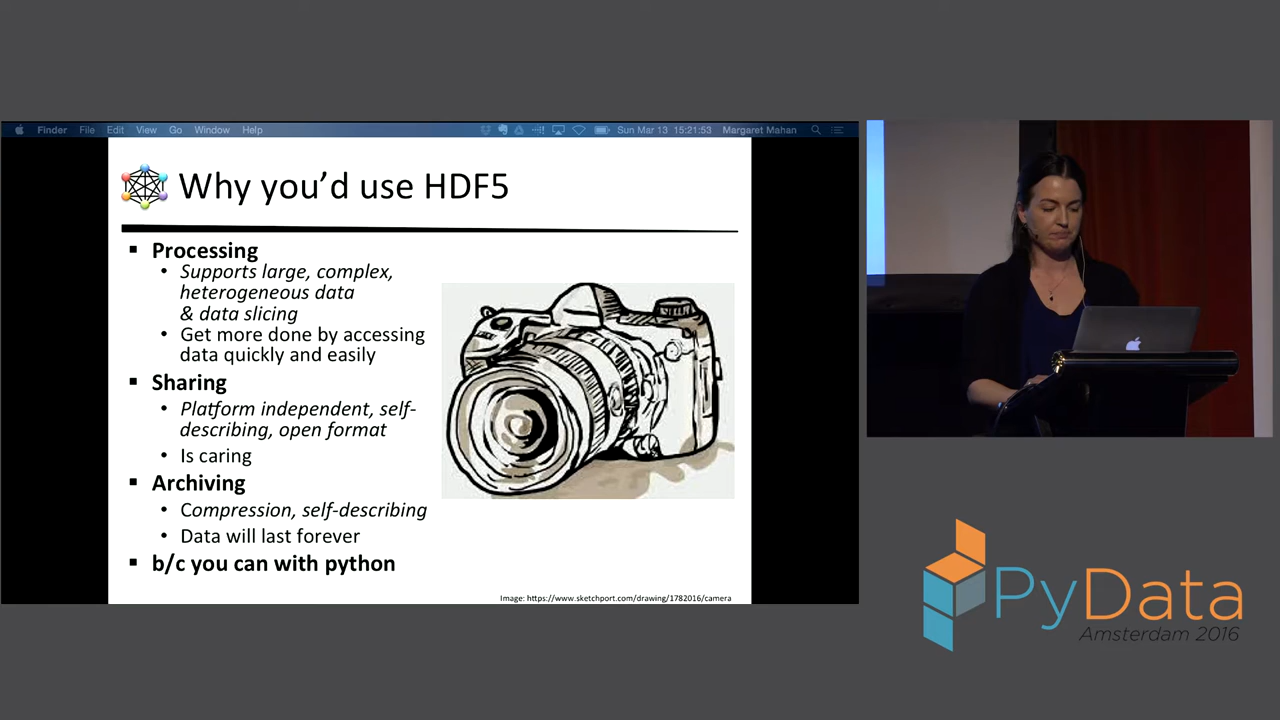 Finder File Edit View Go Window Help Sun Mar 13 15:21:53 Margaret Mahan
Why you'd use HDF5
▪ Processing
• Supports large, complex,
heterogeneous data
& data slicing
• Get more done by accessing
data quickly and easily
▪ Sharing
• Platform independent, self-
describing, open format
• Is caring
▪ Archiving
• Compression, self-describing
• Data will last forever
▪ b/c you can with python
Image: https://www.sketchport.com/drawing/1782016/camera
PyData
Amsterdam 2016